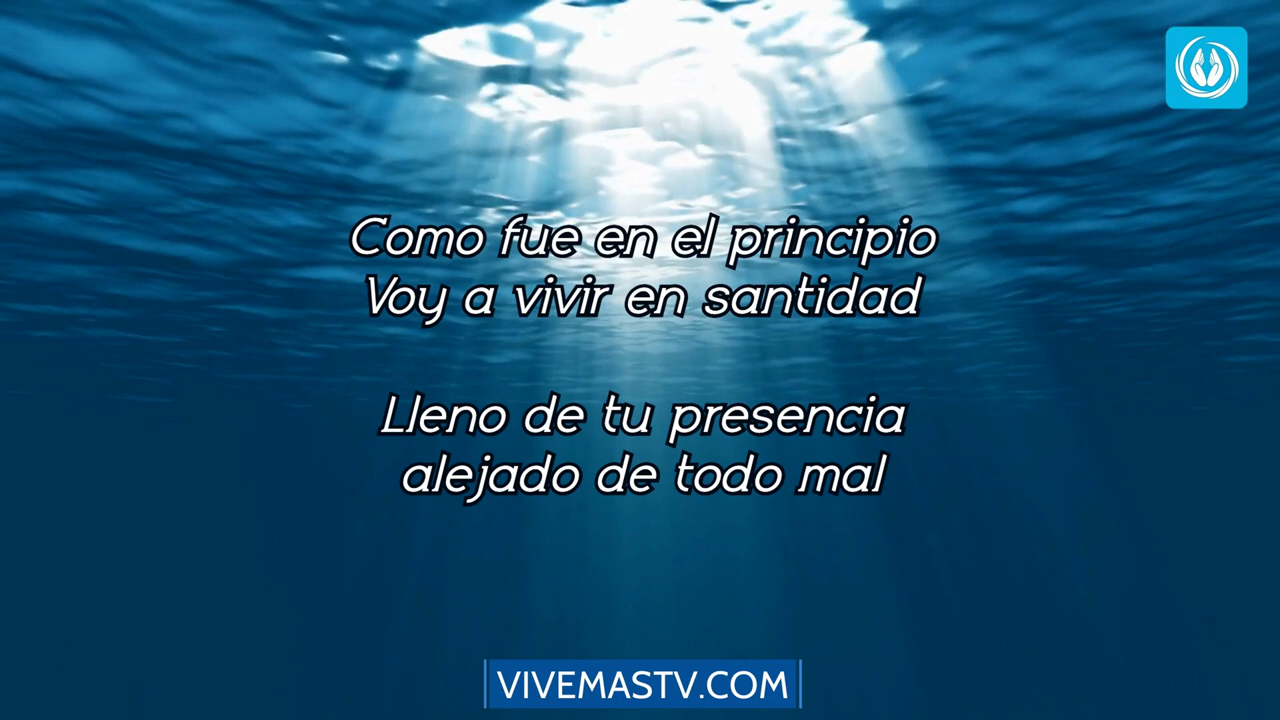 Como fue en el principio
Voy a vivir en santidad
Lleno de tu presencia
alejado de todo mal
VIVEMASTV.COM